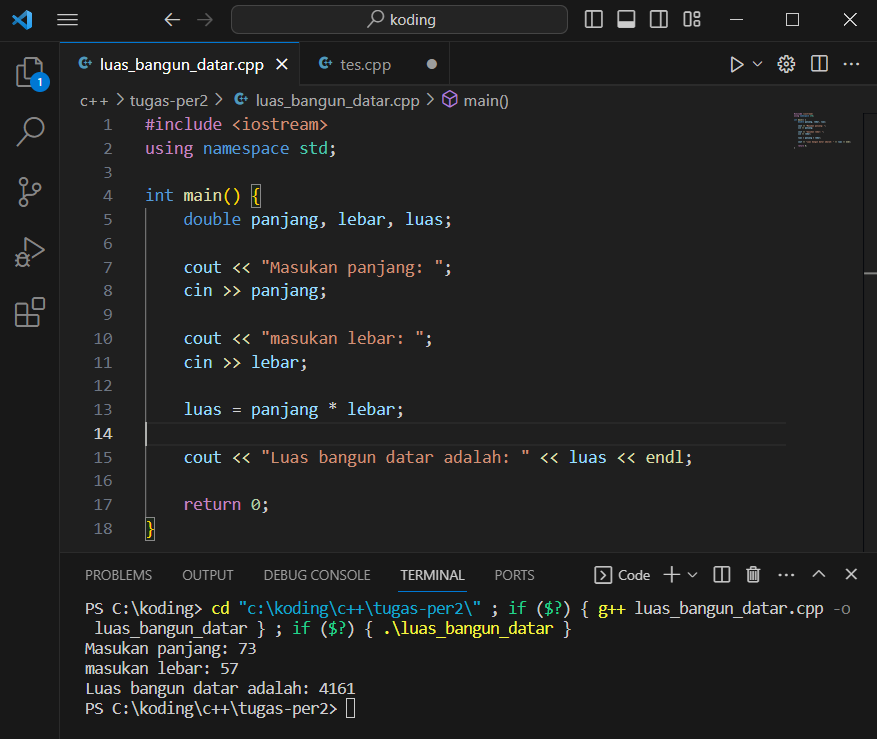 koding
luas_bangun_datar.cpp
tes.cpp
1
c++ > tugas-per2 > luas_bangun_datar.cpp > main()
1 #include <iostream>
2 using namespace std;
3
4 int main() {
5 double panjang, lebar, luas;
6
7 cout << "Masukan panjang: ";
8 cin >> panjang;
9
10 cout << "masukan lebar: ";
11 cin >> lebar;
12
13 luas = panjang * lebar;
14
15 cout << "Luas bangun datar adalah: " << luas << endl;
16
17 return 0;
18 }
PROBLEMS OUTPUT DEBUG CONSOLE TERMINAL PORTS Code
PS C:\koding> cd "c:\koding\c++\tugas-per2\" ; if ($?) { g++ luas_bangun_datar.cpp -o
luas_bangun_datar } ; if ($?) { .\luas_bangun_datar }
Masukan panjang: 73
masukan lebar: 57
Luas bangun datar adalah: 4161
PS C:\koding\c++\tugas-per2>